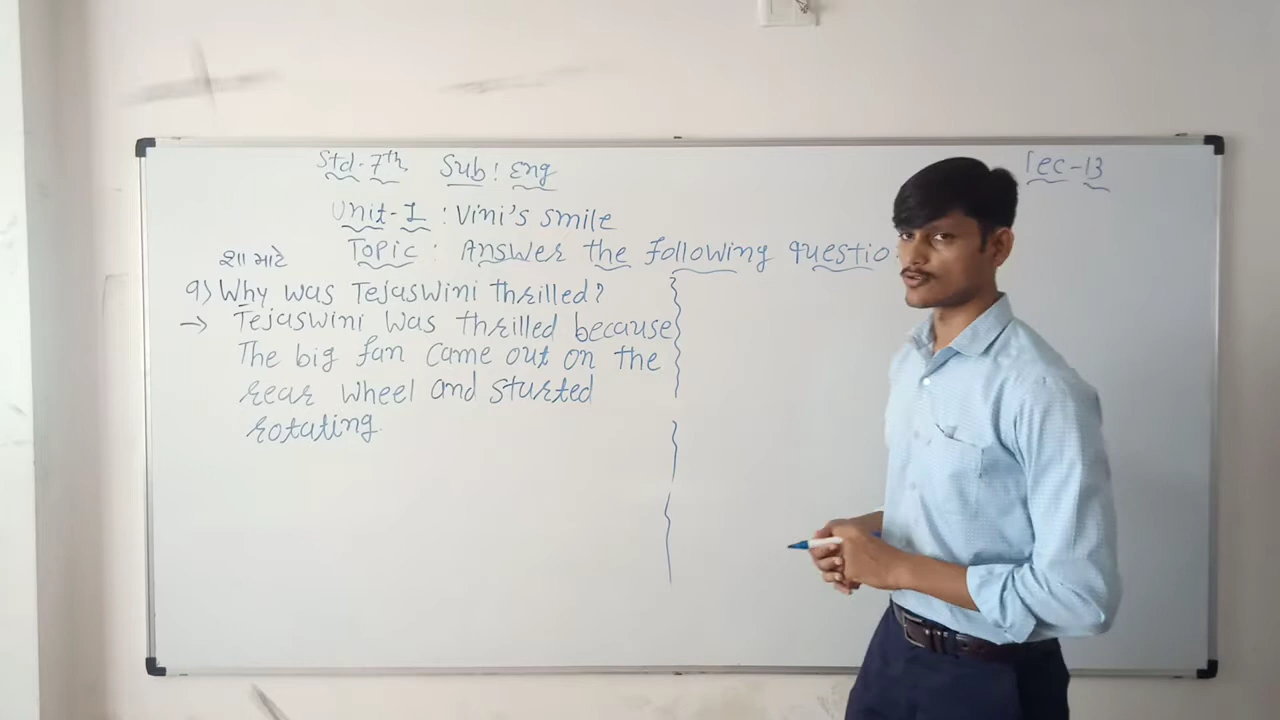 Std-7th Sub: Eng
Lec-13
Unit-1 : Vini's smile
Topic : Answer the following questio
શા માટે
9) Why was Tejaswini thrilled?
→ Tejaswini was thrilled because
The big fan came out on the
rear wheel and started
rotating.